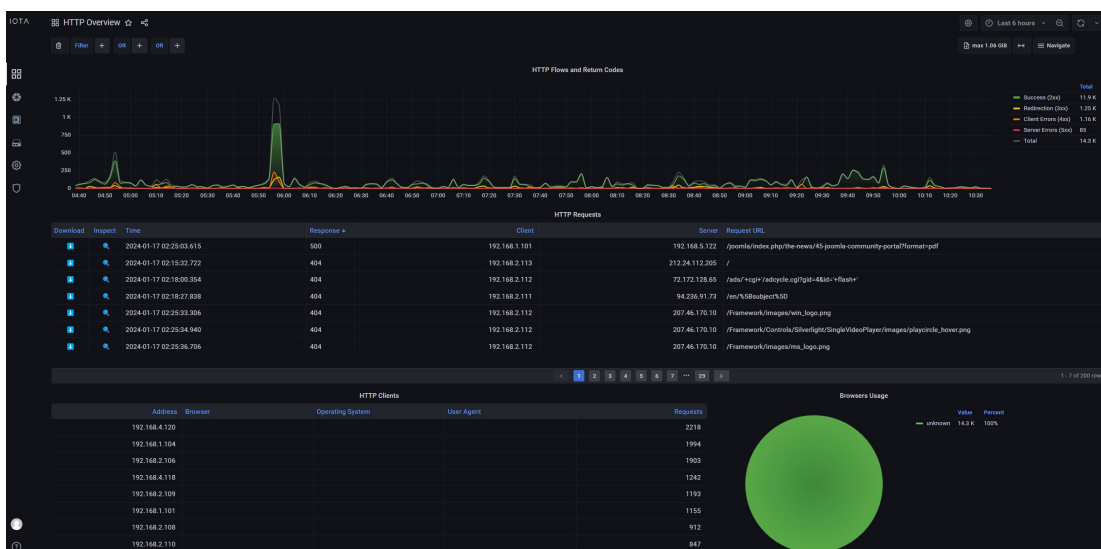 IOTA
HTTP Overview
Last 6 hours
Filter + OR + OR +
max 1.06 GiB
Navigate
HTTP Flows and Return Codes
Total
Success (2xx) 11.9 K
Redirection (3xx) 1.25 K
Client Errors (4xx) 1.16 K
Server Errors (5xx) 85
Total 14.3 K
1.25 K
1 K
750
500
250
0
04:40 04:50 05:00 05:10 05:20 05:30 05:40 05:50 06:00 06:10 06:20 06:30 06:40 06:50 07:00 07:10 07:20 07:30 07:40 07:50 08:00 08:10 08:20 08:30 08:40 08:50 09:00 09:10 09:20 09:30 09:40 09:50 10:00 10:10 10:20 10:30
HTTP Requests
Download Inspect Time Response Client Server Request URL
2024-01-17 02:25:03.615 500 192.168.1.101 192.168.5.122 /joomla/index.php/the-news/45-joomla-community-portal?format=pdf
2024-01-17 02:15:32.722 404 192.168.2.113 212.24.112.205 /
2024-01-17 02:18:00.354 404 192.168.2.112 72.172.128.65 /ads/'+cgi+'/adcycle.cgi?gid=4&id='+flash+'
2024-01-17 02:18:27.838 404 192.168.2.111 94.236.91.73 /en/%5Bsubject%5D
2024-01-17 02:25:33.306 404 192.168.2.112 207.46.170.10 /Framework/images/win_logo.png
2024-01-17 02:25:34.940 404 192.168.2.112 207.46.170.10 /Framework/Controls/Silverlight/SingleVideoPlayer/images/playcircle_hover.png
2024-01-17 02:25:36.706 404 192.168.2.112 207.46.170.10 /Framework/images/ms_logo.png
‹ 1 2 3 4 5 6 7 ··· 29 ›
1 - 7 of 200 row
HTTP Clients
Address Browser Operating System User Agent Requests
192.168.4.120 2218
192.168.1.104 1994
192.168.2.106 1903
192.168.4.118 1242
192.168.2.109 1193
192.168.1.101 1155
192.168.2.108 912
192.168.2.110 847
Browsers Usage
Value Percent
unknown 14.3 K 100%